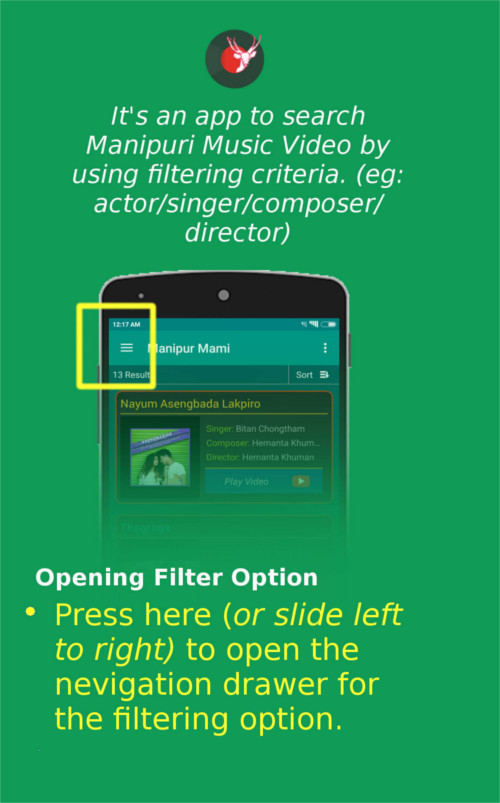 It's an app to search
Manipuri Music Video by
using filtering criteria. (eg:
actor/singer/composer/
director)
12:17 AM
Manipur Mami
13 Result
Sort
Nayum Asengbada Lakpiro
Singer: Bitan Chongtham
Composer: Hemanta Khum...
Director: Hemanta Khuman
Play Video
Opening Filter Option
• Press here (or slide left
to right) to open the
nevigation drawer for
the filtering option.